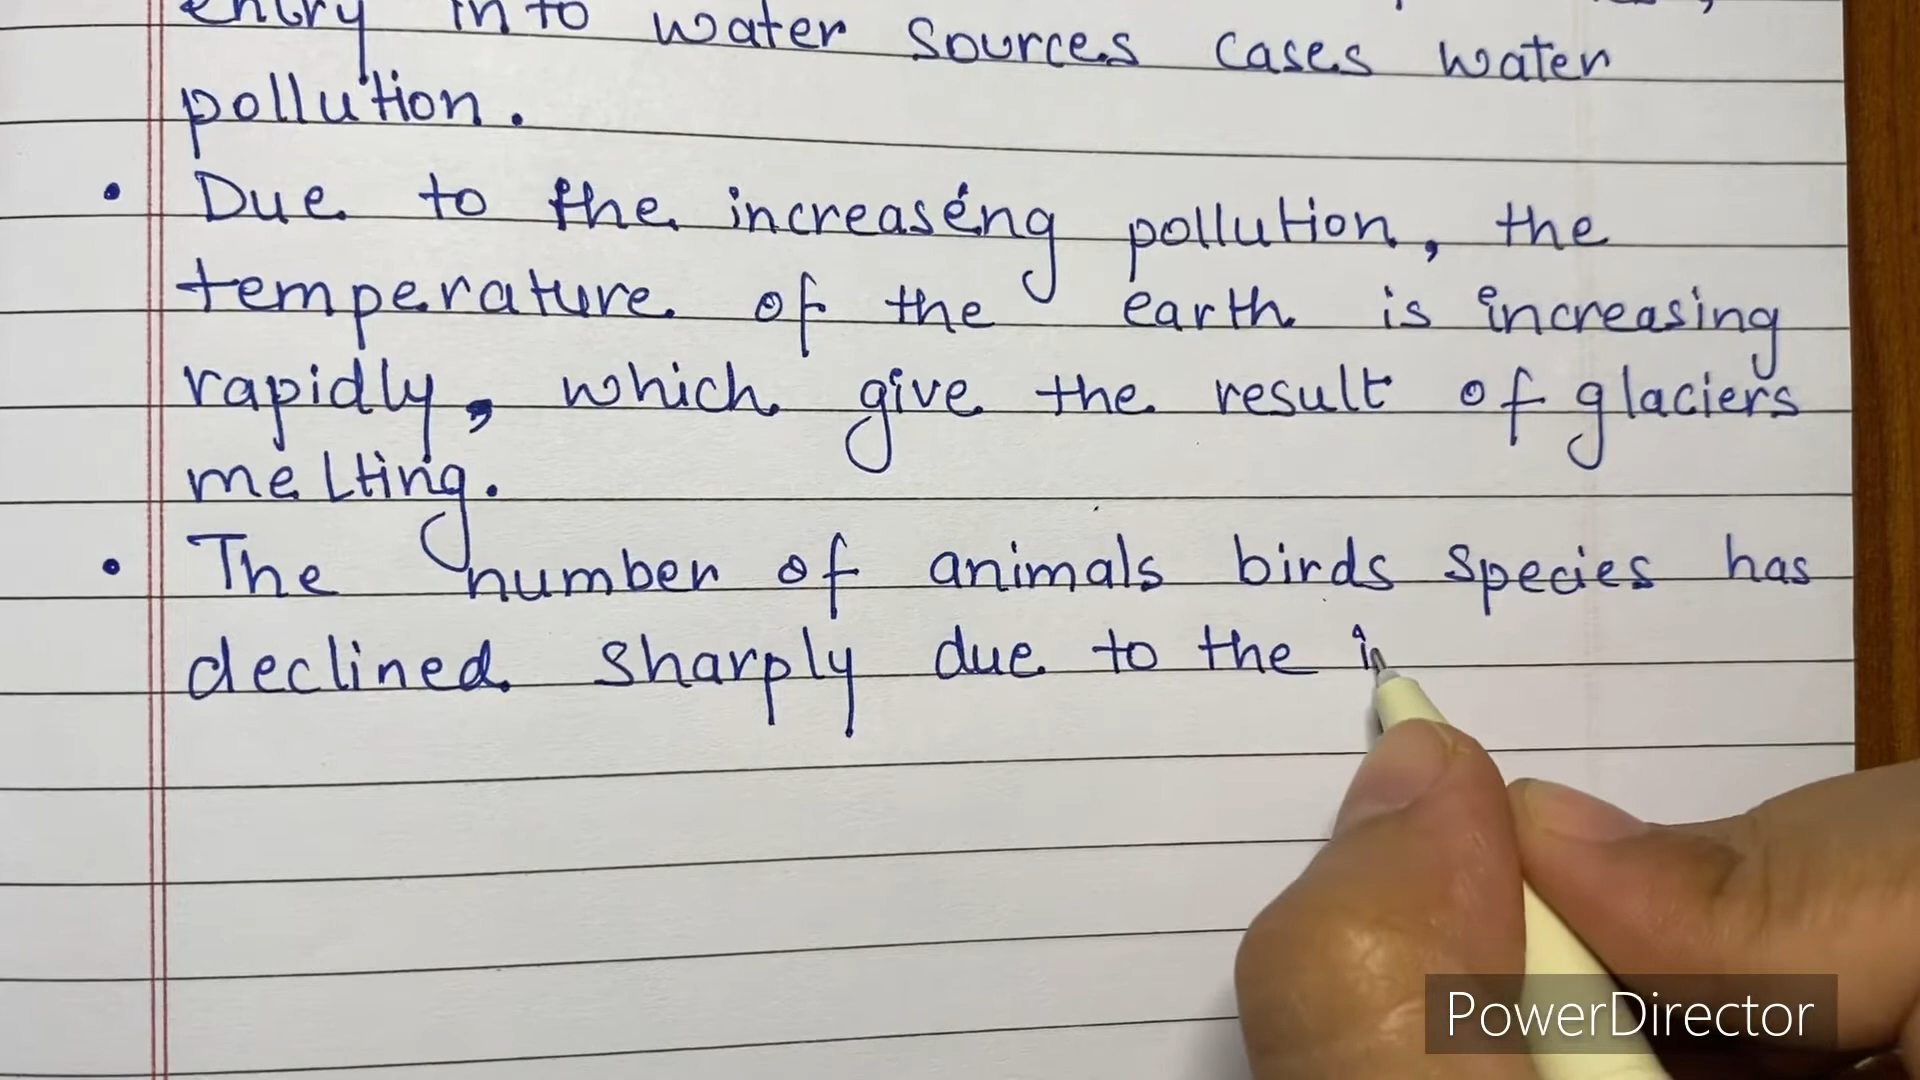 entry into water sources cases water
pollution.
• Due to the increaséng pollution, the
temperature of the earth is increasing
rapidly, which give the result of glaciers
melting.
• The number of animals birds species has
declined sharply due to the
PowerDirector